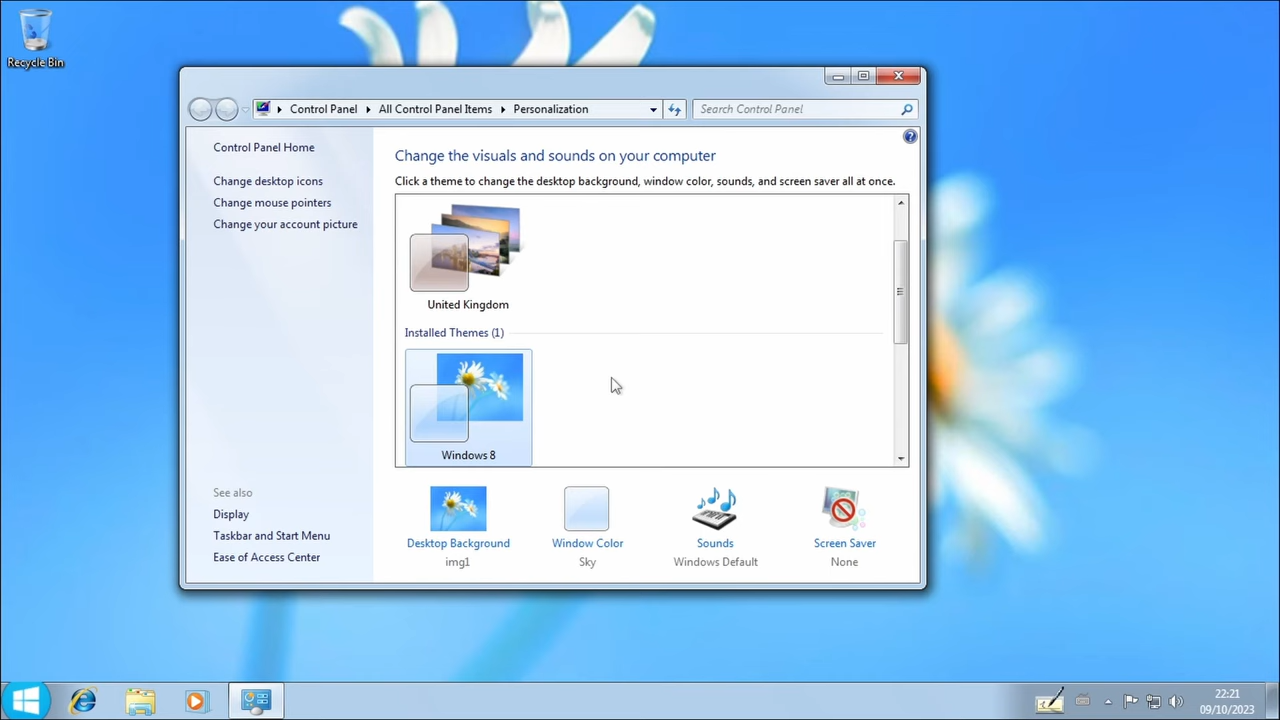 Recycle Bin
Control Panel
All Control Panel Items
Personalization
Search Control Panel
Control Panel Home
Change desktop icons
Change mouse pointers
Change your account picture
See also
Display
Taskbar and Start Menu
Ease of Access Center
Change the visuals and sounds on your computer
Click a theme to change the desktop background, window color, sounds, and screen saver all at once.
United Kingdom
Installed Themes (1)
Windows 8
Desktop Background
img1
Window Color
Sky
Sounds
Windows Default
Screen Saver
None
22:21
09/10/2023